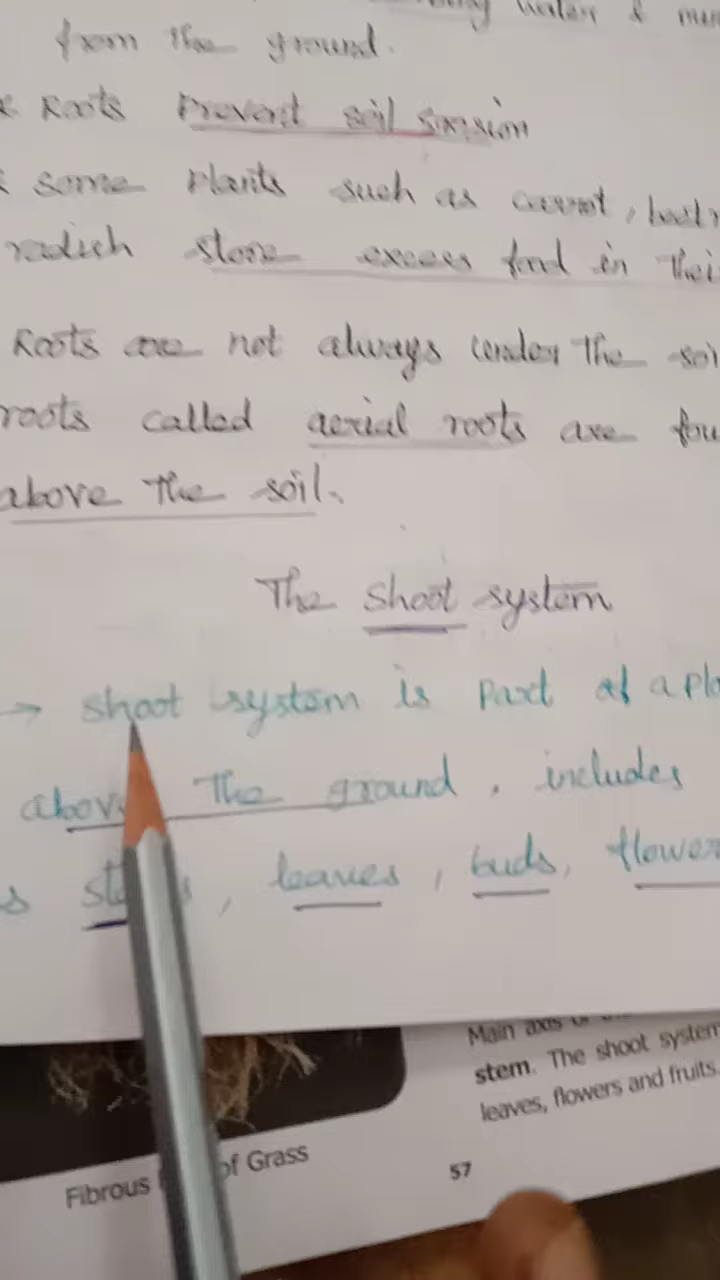 water &
from the ground.
Roots Prevent soil
some Plants such as carrot,
radish store excess food in their
Roots are not always under the
roots called aerial roots are
above the soil.
The Shoot system
→ Shoot system is Part of a
above the ground, includes
leaves, buds,
Main axis
stem. The shoot system
leaves, flowers and fruits.
Fibrous of Grass
57